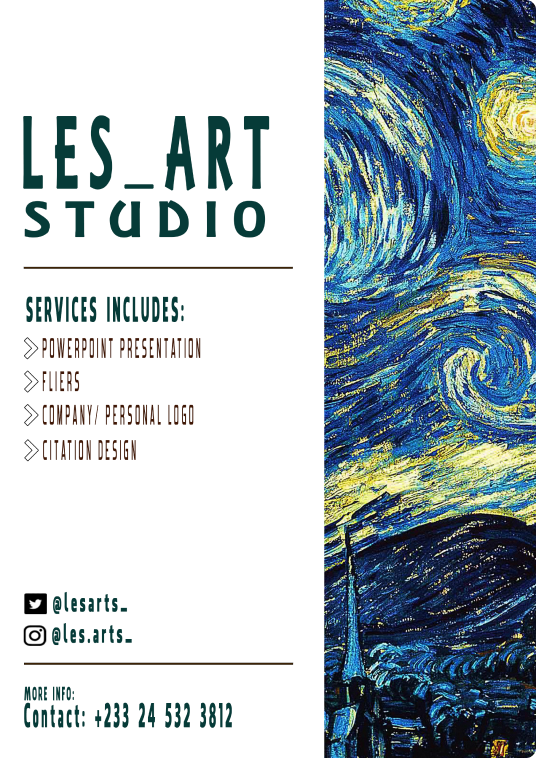 LES_ART
STUDIO
SERVICES INCLUDES:
POWERPOINT PRESENTATION
FLIERS
COMPANY/ PERSONAL LOGO
CITATION DESIGN
@lesarts_
@les.arts_
MORE INFO:
Contact: +233 24 532 3812